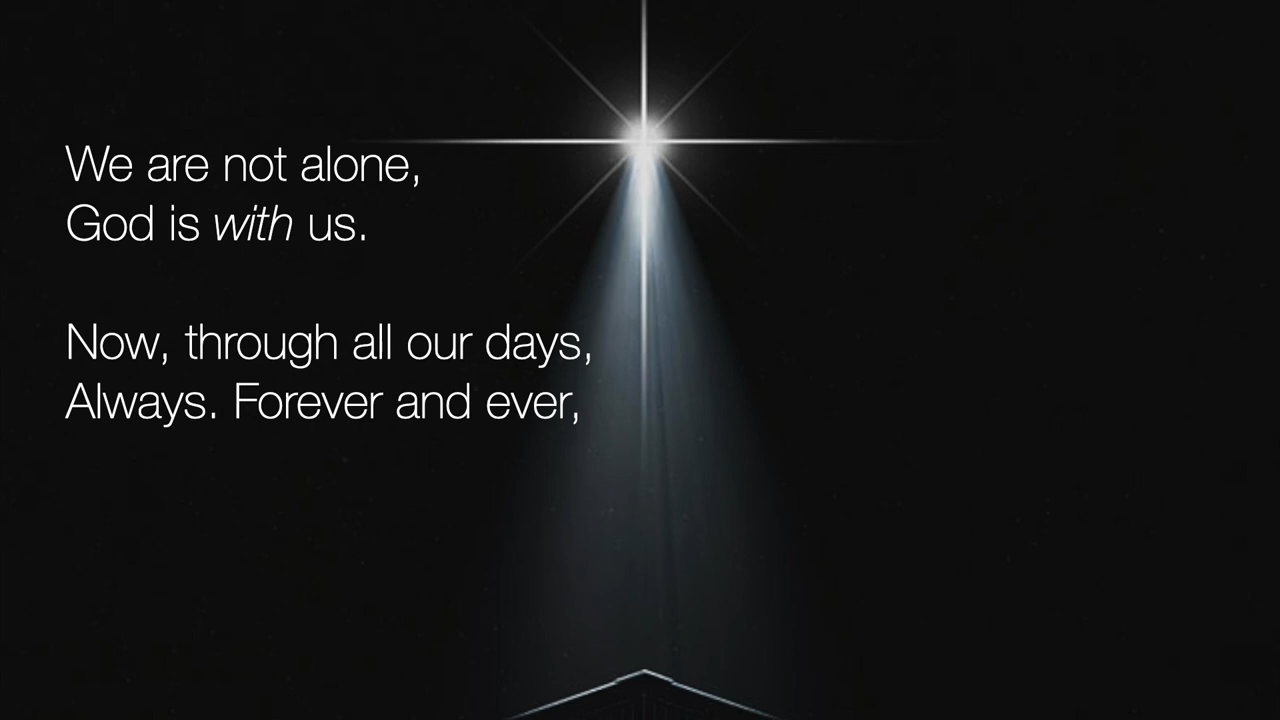 We are not alone,
God is with us.
Now, through all our days,
Always. Forever and ever,